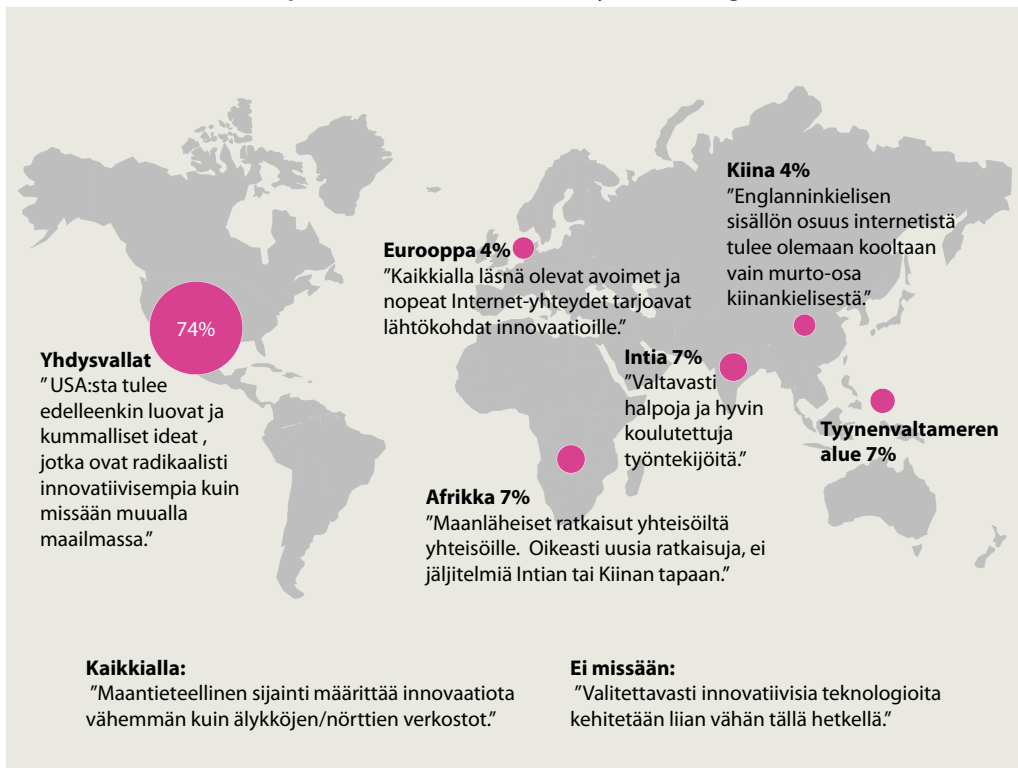 Kiina 4%
”Englanninkielisen
sisällön osuus internetistä
tulee olemaan kooltaan
vain murto-osa
kiinankielisestä.”
Eurooppa 4%
”Kaikkialla läsnä olevat avoimet ja
nopeat Internet-yhteydet tarjoavat
lähtökohdat innovaatioille.”
74%
Yhdysvallat
” USA:sta tulee
edelleenkin luovat ja
kummalliset ideat ,
jotka ovat radikaalisti
innovatiivisempia kuin
missään muualla
maailmassa.”
Intia 7%
”Valtavasti
halpoja ja hyvin
koulutettuja
työntekijöitä.”
Tyynenvaltameren
alue 7%
Afrikka 7%
”Maanläheiset ratkaisut yhteisöiltä
yhteisöille. Oikeasti uusia ratkaisuja, ei
jäljitelmiä Intian tai Kiinan tapaan.”
Kaikkialla:
”Maantieteellinen sijainti määrittää innovaatiota
vähemmän kuin älykköjen/nörttien verkostot.”
Ei missään:
”Valitettavasti innovatiivisia teknologioita
kehitetään liian vähän tällä hetkellä.”